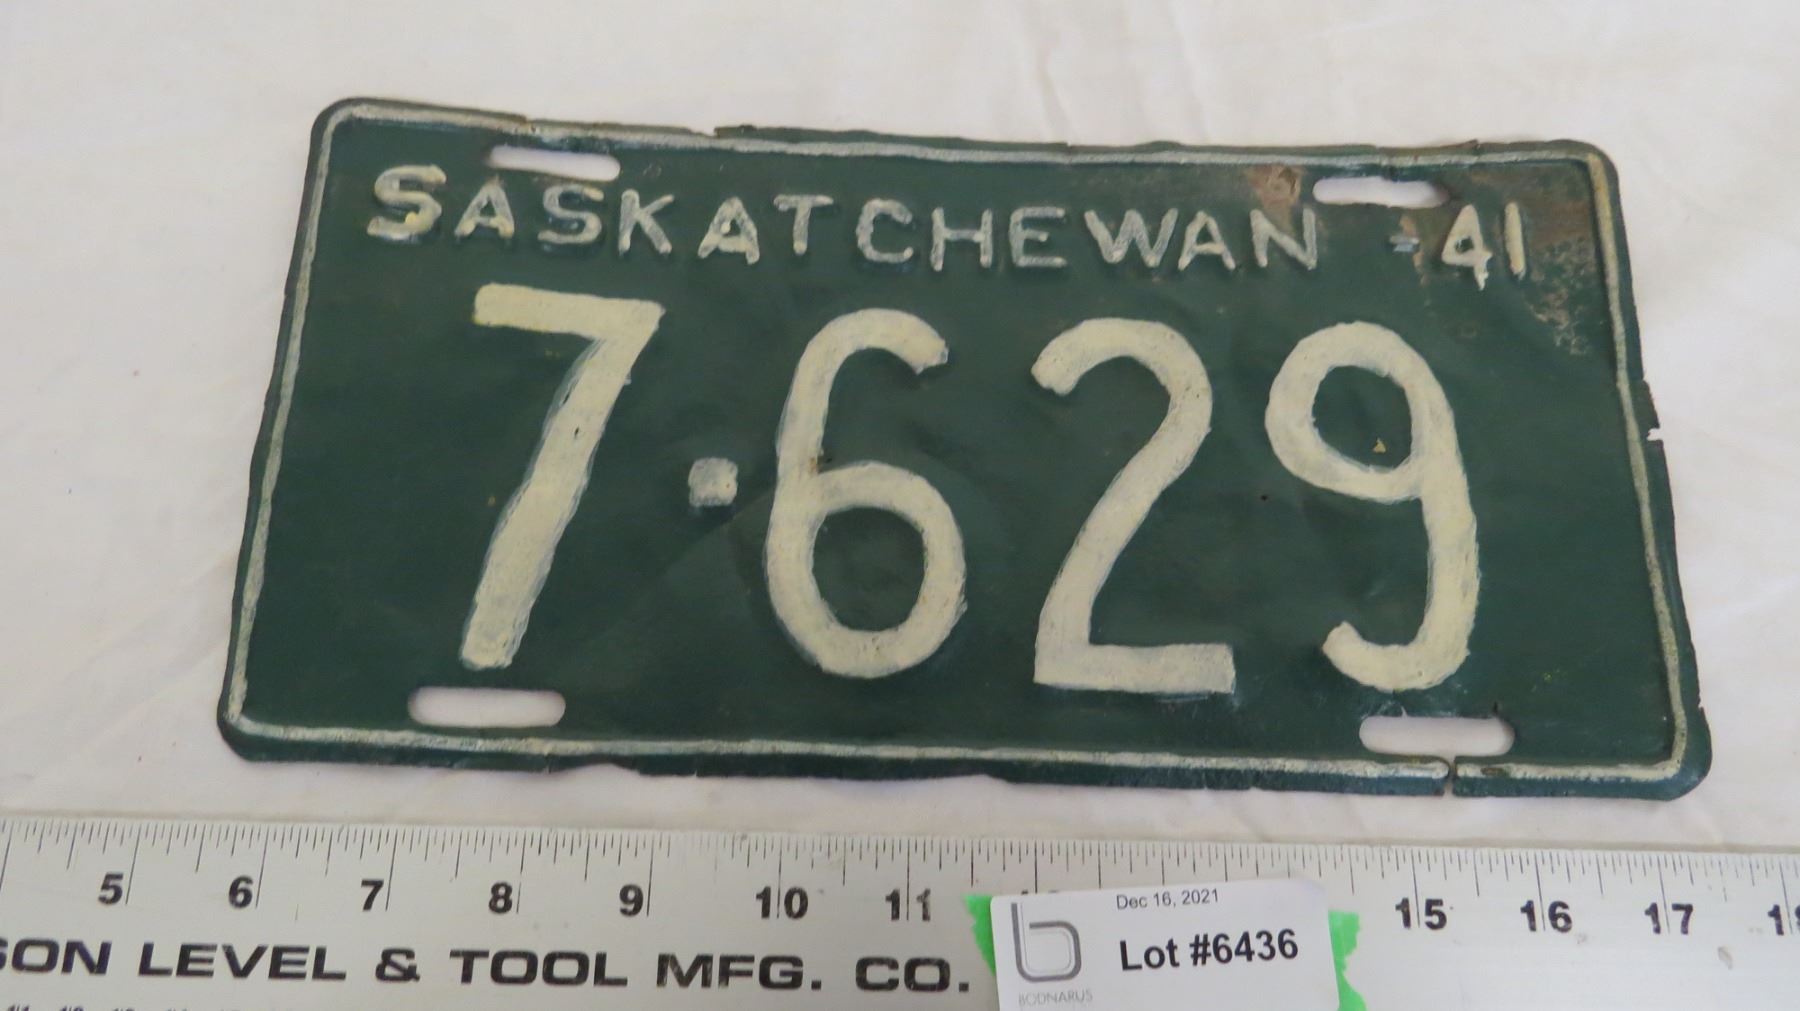 SASKATCHEWAN - 41
7·629
5 6 7 8 9 10 11 15 16 17
SON LEVEL & TOOL MFG. CO.
Dec 16, 2021
Lot #6436
BODNARUS